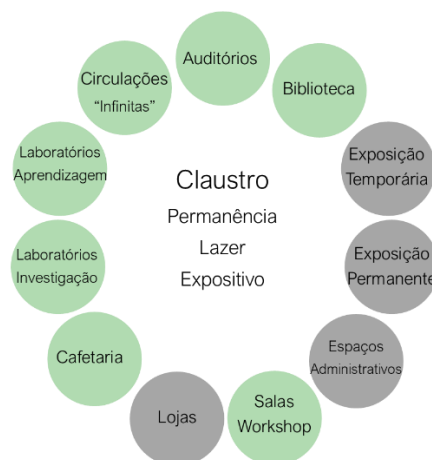 Auditórios
Circulações
“Infinitas”
Biblioteca
Laboratórios
Aprendizagem
Exposição
Temporária
Claustro
Permanência
Lazer
Expositivo
Laboratórios
Investigação
Exposição
Permanente
Cafetaria
Espaços
Administrativos
Lojas
Salas
Workshop